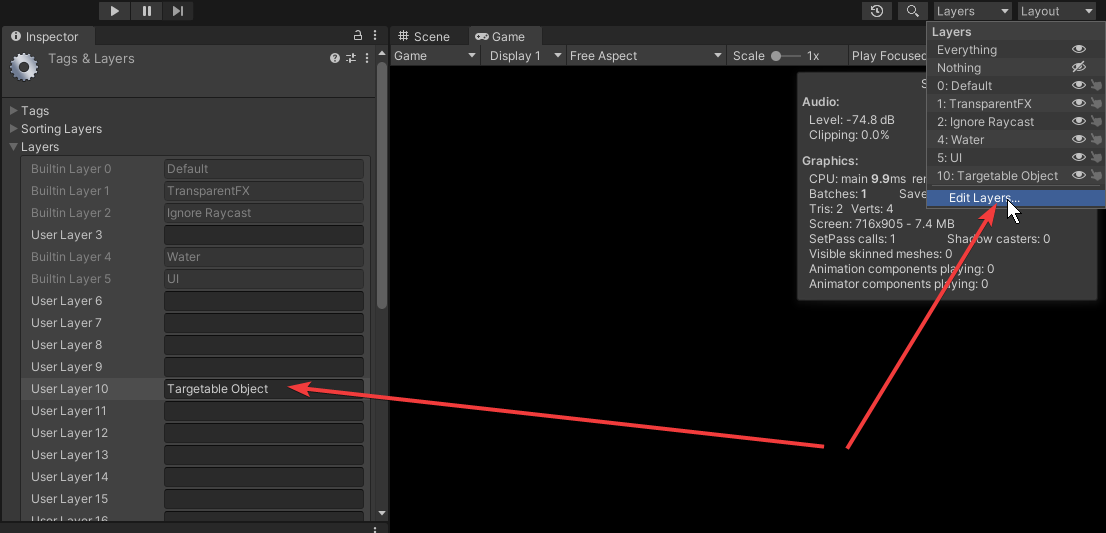 Layers
Layout
Inspector
Tags & Layers
Tags
Sorting Layers
Layers
Builtin Layer 0 Default
Builtin Layer 1 TransparentFX
Builtin Layer 2 Ignore Raycast
User Layer 3
Builtin Layer 4 Water
Builtin Layer 5 UI
User Layer 6
User Layer 7
User Layer 8
User Layer 9
User Layer 10 Targetable Object
User Layer 11
User Layer 12
User Layer 13
User Layer 14
User Layer 15
User Layer 16
Scene
Game
Game Display 1 Free Aspect Scale 1x Play Focused
Audio:
Level: -74.8 dB
Clipping: 0.0%
Graphics:
CPU: main 9.9ms
Batches: 1
Tris: 2 Verts: 4
Screen: 716x905 - 7.4 MB
SetPass calls: 1 Shadow casters: 0
Visible skinned meshes: 0
Animation components playing: 0
Animator components playing: 0
Layers
Everything
Nothing
0: Default
1: TransparentFX
2: Ignore Raycast
4: Water
5: UI
10: Targetable Object
Edit Layers...